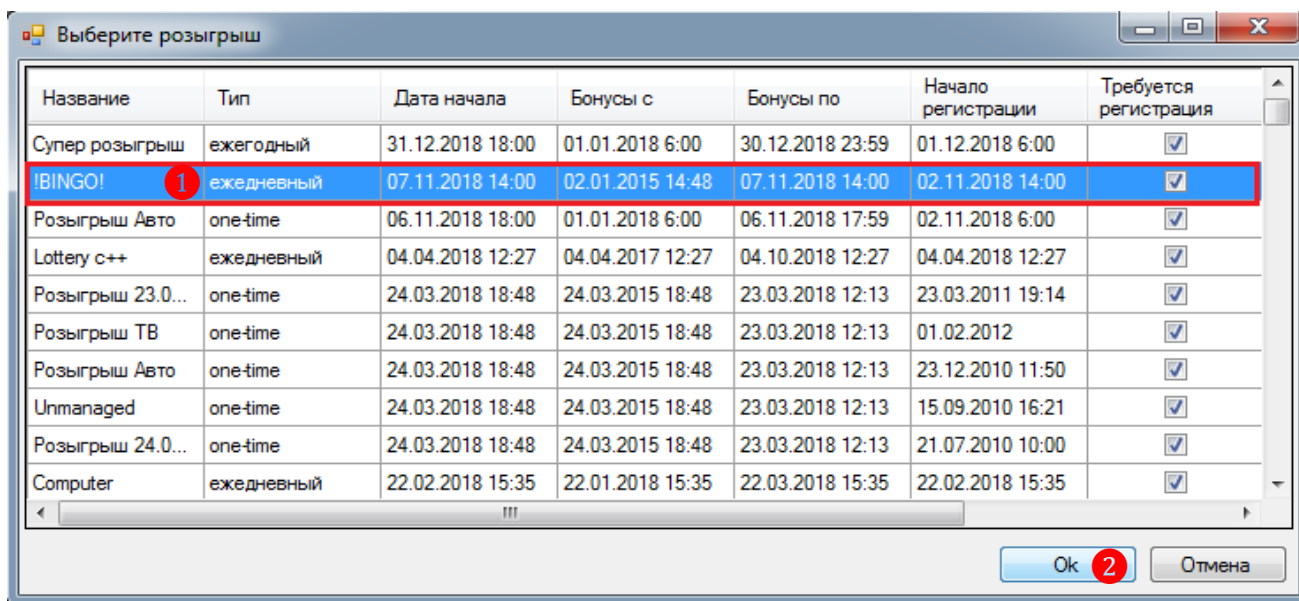 Выберите розыгрыш
Название Тип Дата начала Бонусы с Бонусы по Начало регистрации Требуется регистрация
Супер розыгрыш ежегодный 31.12.2018 18:00 01.01.2018 6:00 30.12.2018 23:59 01.12.2018 6:00
!BINGO! 1 ежедневный 07.11.2018 14:00 02.01.2015 14:48 07.11.2018 14:00 02.11.2018 14:00
Розыгрыш Авто one-time 06.11.2018 18:00 01.01.2018 6:00 06.11.2018 17:59 02.11.2018 6:00
Lottery c++ ежедневный 04.04.2018 12:27 04.04.2017 12:27 04.10.2018 12:27 04.04.2018 12:27
Розыгрыш 23.0... one-time 24.03.2018 18:48 24.03.2015 18:48 23.03.2018 12:13 23.03.2011 19:14
Розыгрыш ТВ one-time 24.03.2018 18:48 24.03.2015 18:48 23.03.2018 12:13 01.02.2012
Розыгрыш Авто one-time 24.03.2018 18:48 24.03.2015 18:48 23.03.2018 12:13 23.12.2010 11:50
Unmanaged one-time 24.03.2018 18:48 24.03.2015 18:48 23.03.2018 12:13 15.09.2010 16:21
Розыгрыш 24.0... one-time 24.03.2018 18:48 24.03.2015 18:48 23.03.2018 12:13 21.07.2010 10:00
Computer ежедневный 22.02.2018 15:35 22.01.2018 15:35 22.03.2018 15:35 22.02.2018 15:35
Ok 2 Отмена